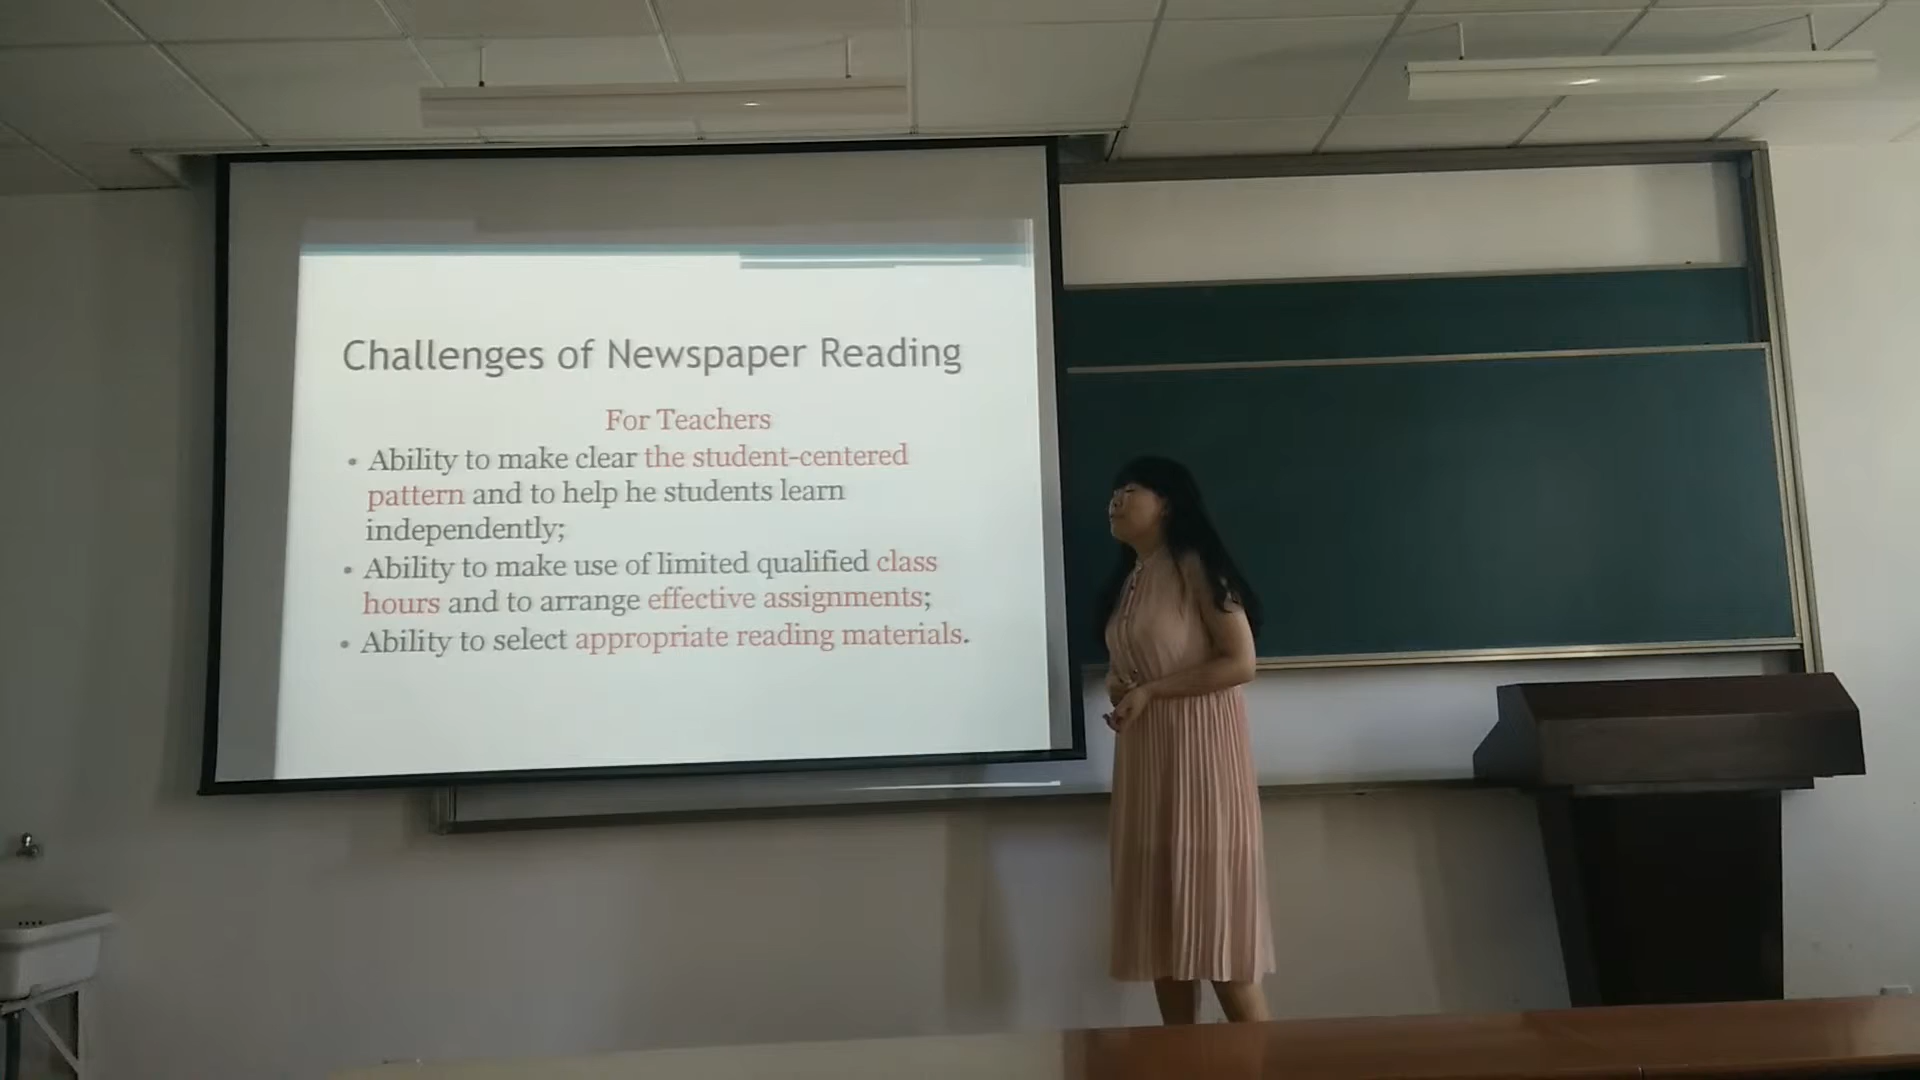 Challenges of Newspaper Reading
For Teachers
• Ability to make clear the student-centered
pattern and to help he students learn
independently;
• Ability to make use of limited qualified class
hours and to arrange effective assignments;
• Ability to select appropriate reading materials.